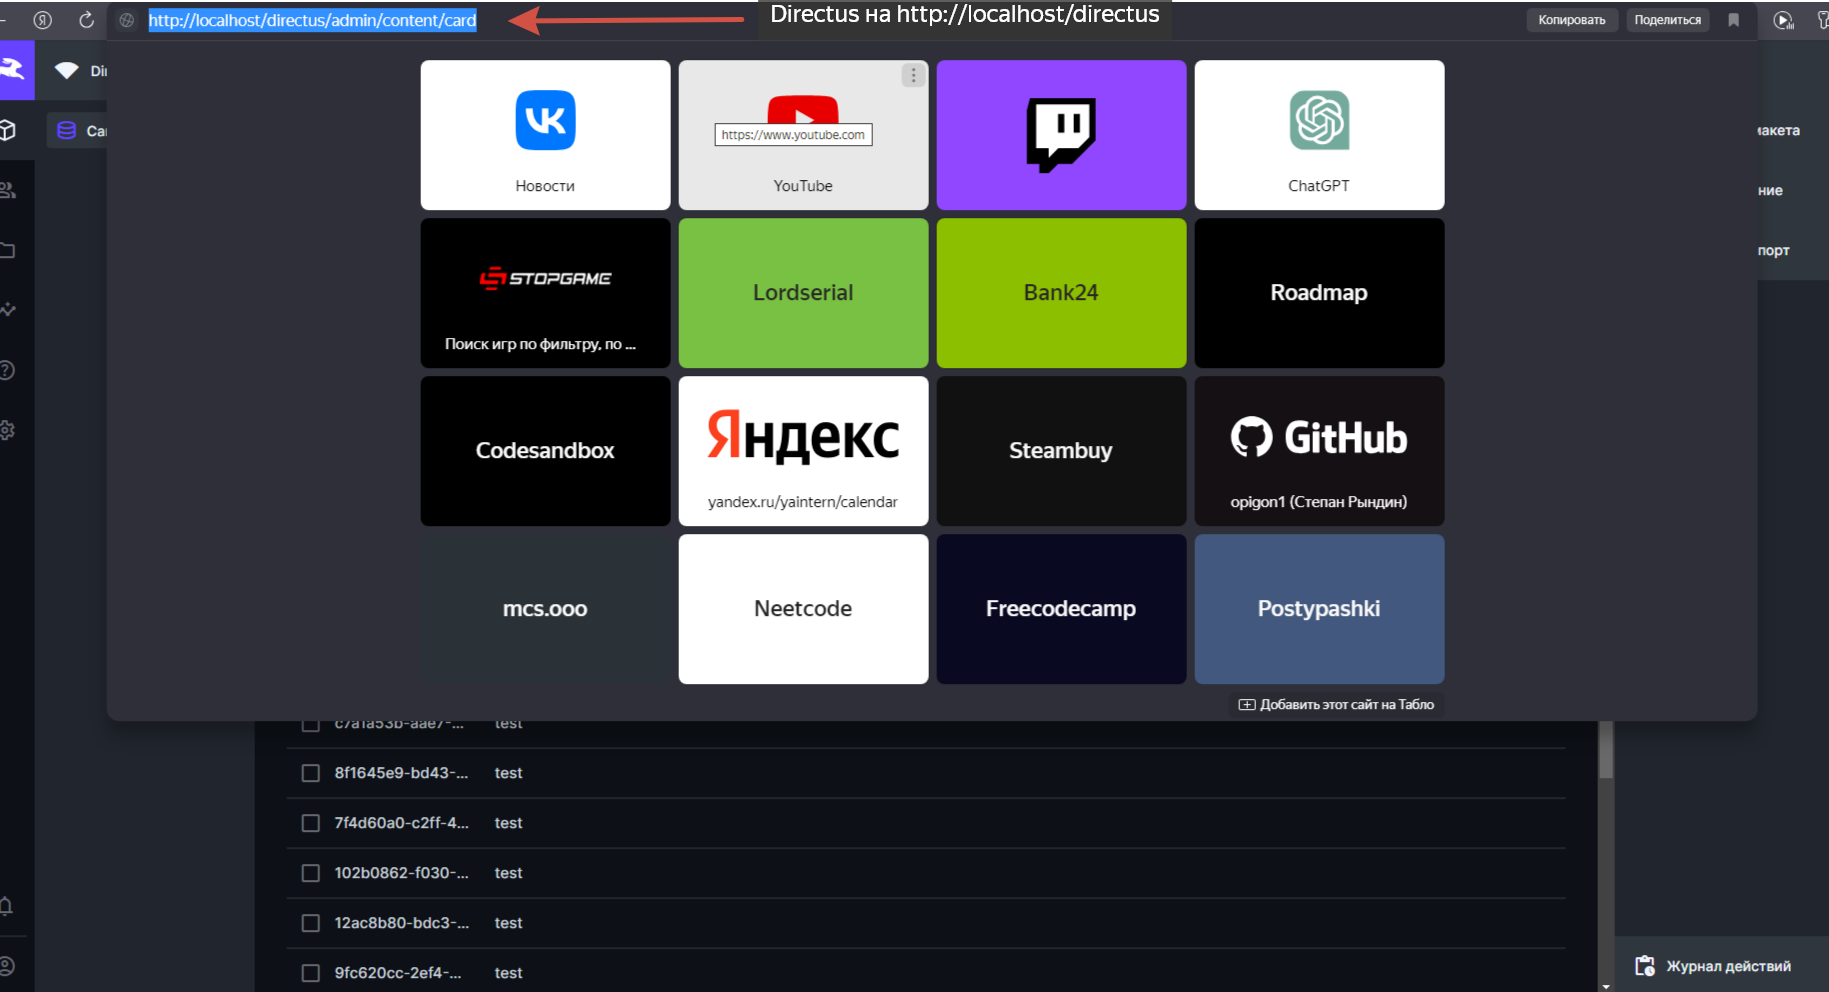 http://localhost/directus/admin/content/card
Directus на http://localhost/directus
Копировать
Поделиться
Di
Ca
VK
Новости
https://www.youtube.com
YouTube
ChatGPT
STOPGAME
Поиск игр по фильтру, по ...
Lordserial
Bank24
Roadmap
Codesandbox
Яндекс
yandex.ru/yaintern/calendar
Steambuy
GitHub
opigon1 (Степан Рындин)
mcs.ooo
Neetcode
Freecodecamp
Postypashki
Добавить этот сайт на Табло
макета
ние
порт
c7a1a53b-aae7-... test
8f1645e9-bd43-... test
7f4d60a0-c2ff-4... test
102b0862-f030-... test
12ac8b80-bdc3-... test
9fc620cc-2ef4-... test
Журнал действий